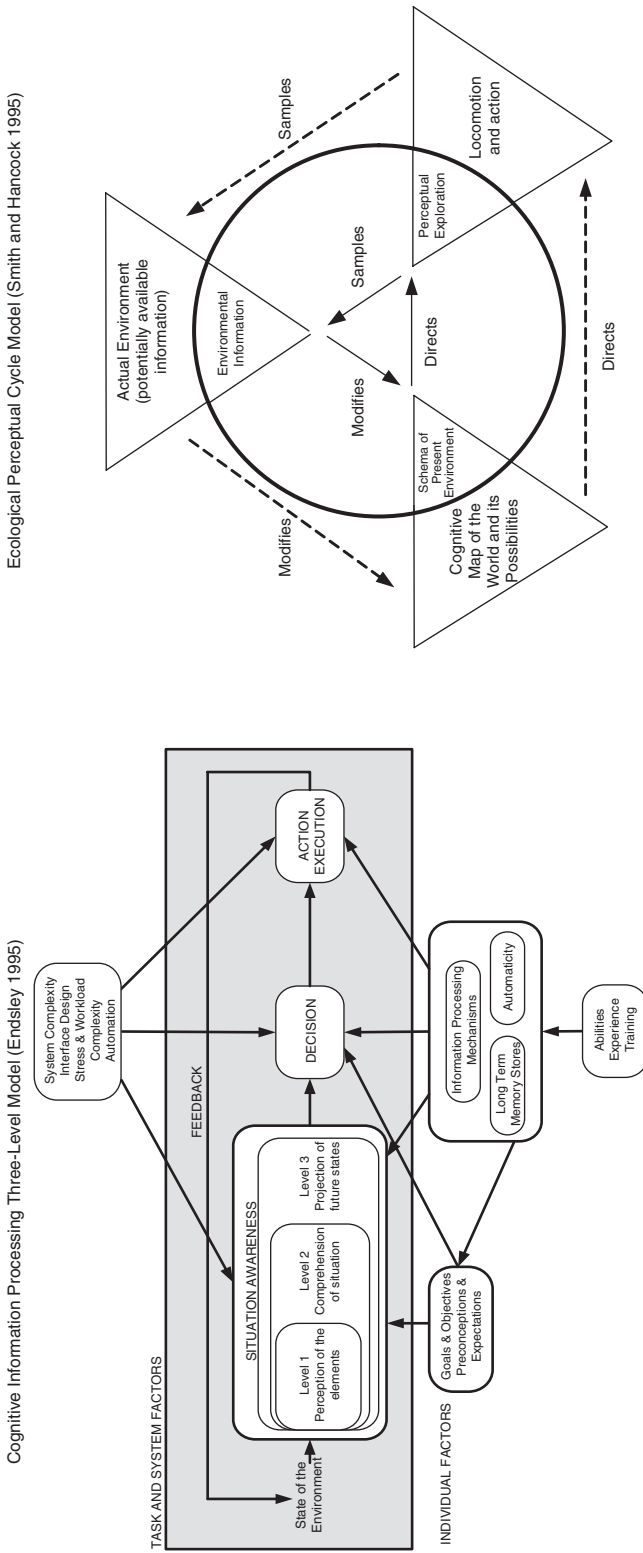 Cognitive Information Processing Three-Level Model (Endsley 1995)
TASK AND SYSTEM FACTORS
System Complexity
Interface Design
Stress & Workload
Complexity
Automation
FEEDBACK
SITUATION AWARENESS
State of the
Environment
Level 1
Perception of the
elements
Level 2
Comprehension
of situation
Level 3
Projection of
future states
DECISION
ACTION
EXECUTION
INDIVIDUAL FACTORS
Goals & Objectives
Preconceptions &
Expectations
Information Processing
Mechanisms
Long Term
Memory Stores
Automaticity
Abilities
Experience
Training
Ecological Perceptual Cycle Model (Smith and Hancock 1995)
Actual Environment
(potentially available
information)
Environmental
Information
Modifies
Samples
Modifies
Samples
Directs
Schema of
Present
Environment
Cognitive
Map of the
World and its
Possibilities
Perceptual
Exploration
Locomotion
and action
Directs